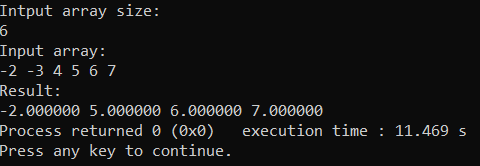 Intput array size:
6
Input array:
-2 -3 4 5 6 7
Result:
-2.000000 5.000000 6.000000 7.000000
Process returned 0 (0x0)   execution time : 11.469 s
Press any key to continue.